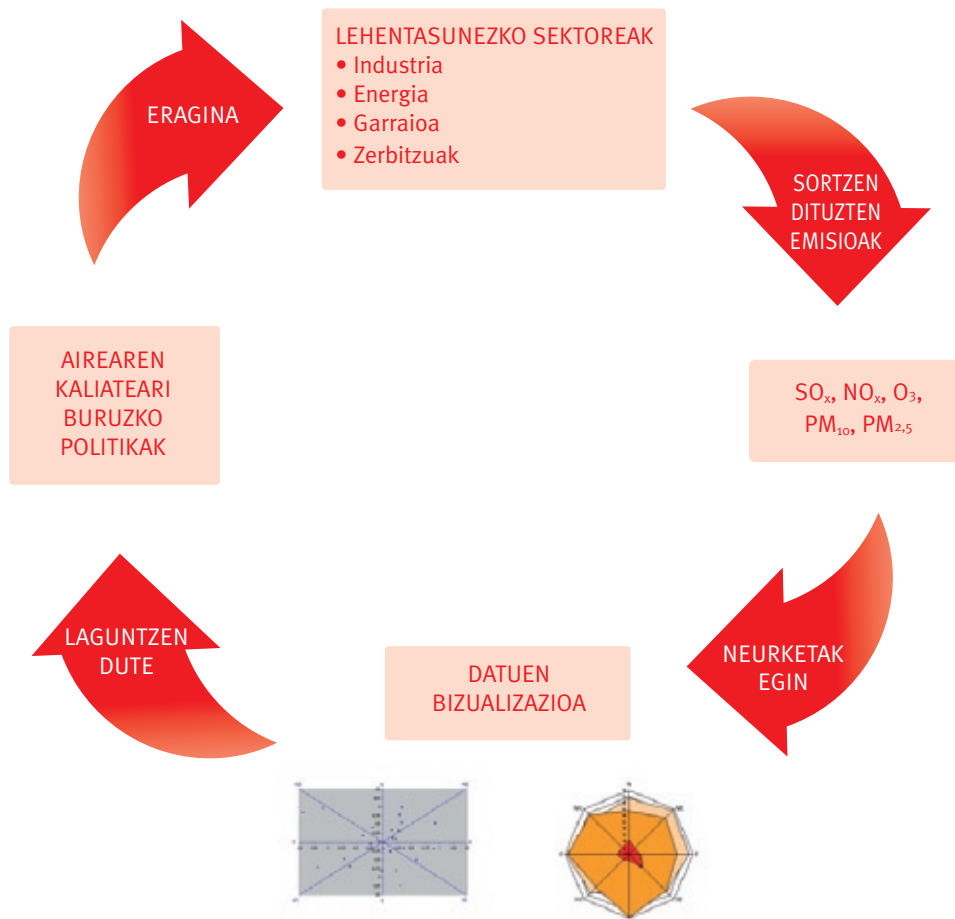 LEHENTASUNEZKO SEKTOREAK
• Industria
• Energia
• Garraioa
• Zerbitzuak
ERAGINA
SORTZEN
DITUZTEN
EMISIOAK
AIREAREN
KALIATEARI
BURUZKO
POLITIKAK
SOₓ, NOₓ, O₃,
PM₁₀, PM₂,₅
LAGUNTZEN
DUTE
DATUEN
BIZUALIZAZIOA
NEURKETAK
EGIN